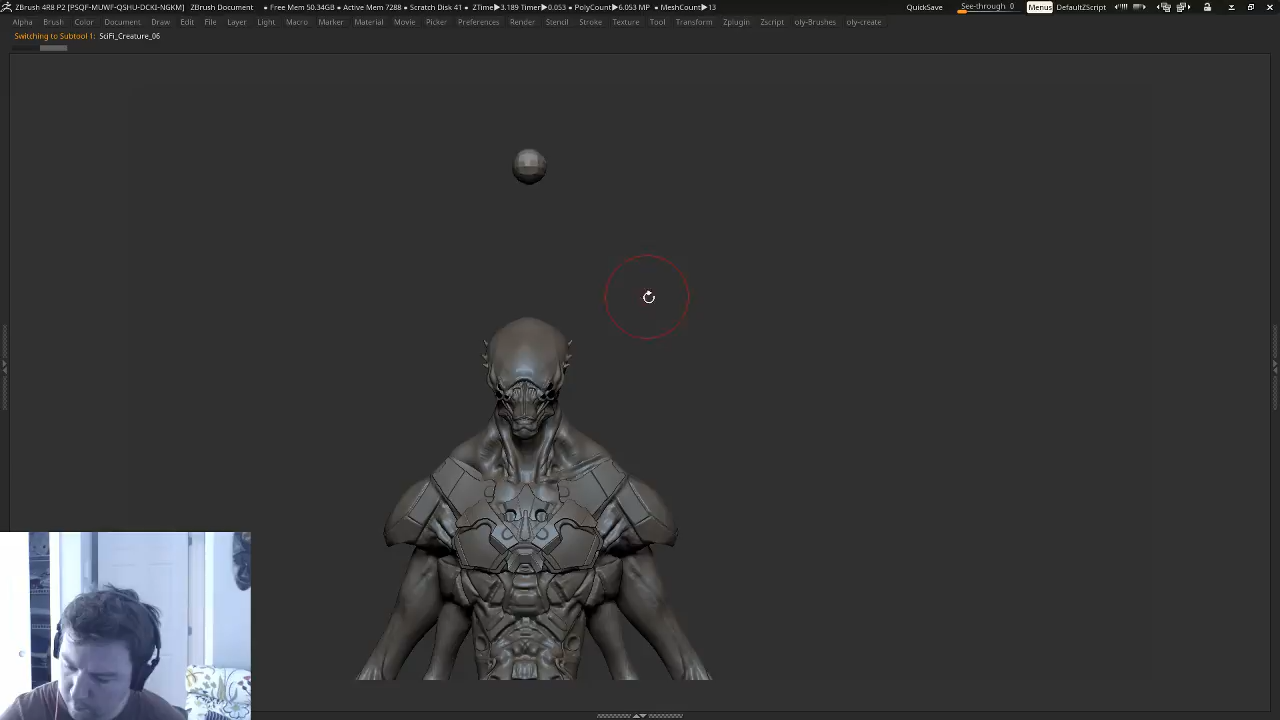 ZBrush 4R8 P2 [PSQF-MUWF-QSHU-DCKI-NGKM] ZBrush Document ● Free Mem 50.34GB ● Active Mem 7288 ● Scratch Disk 41 ● ZTime▶3.189 Timer▶0.053 ● PolyCount▶6.053 MP ● MeshCount▶13 QuickSave See-through 0 Menus DefaultZScript
Alpha Brush Color Document Draw Edit File Layer Light Macro Marker Material Movie Picker Preferences Render Stencil Stroke Texture Tool Transform Zplugin Zscript oly-Brushes oly-create
Switching to Subtool 1: SciFi_Creature_06